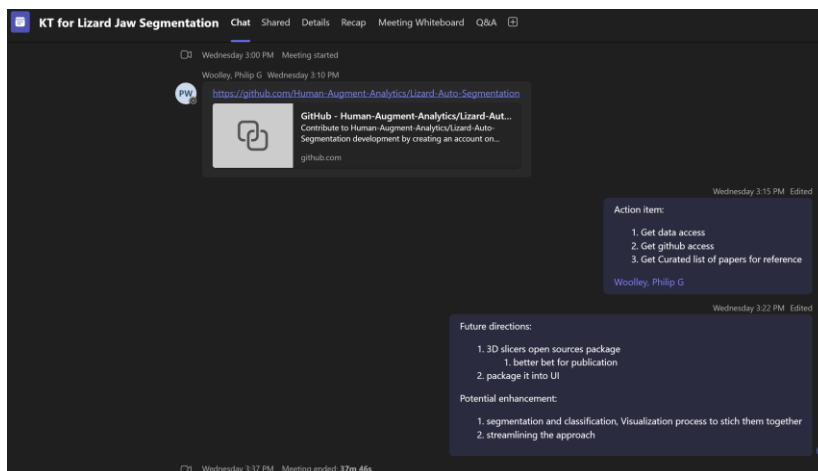 KT for Lizard Jaw Segmentation Chat Shared Details Recap Meeting Whiteboard Q&A
Wednesday 3:00 PM Meeting started
Woolley, Philip G Wednesday 3:10 PM
PW
https://github.com/Human-Augment-Analytics/Lizard-Auto-Segmentation
GitHub - Human-Augment-Analytics/Lizard-Aut...
Contribute to Human-Augment-Analytics/Lizard-Auto-
Segmentation development by creating an account on...
github.com
Wednesday 3:15 PM Edited
Action item:
1. Get data access
2. Get github access
3. Get Curated list of papers for reference
Woolley, Philip G
Wednesday 3:22 PM Edited
Future directions:
1. 3D slicers open sources package
1. better bet for publication
2. package it into UI
Potential enhancement:
1. segmentation and classification, Visualization process to stich them together
2. streamlining the approach
Wednesday 3:37 PM Meeting ended: 37m 46s